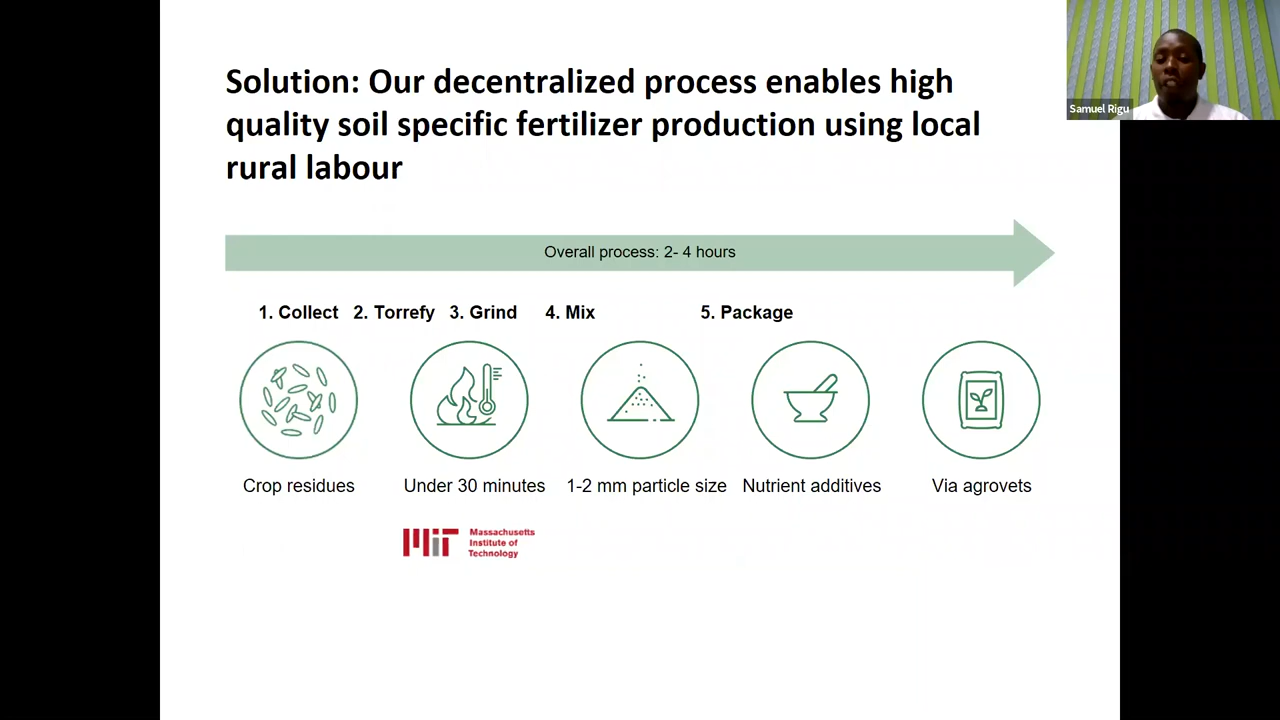 Solution: Our decentralized process enables high
quality soil specific fertilizer production using local
rural labour
Samuel Rigu
Overall process: 2- 4 hours
1. Collect 2. Torrefy 3. Grind 4. Mix 5. Package
Crop residues Under 30 minutes 1-2 mm particle size Nutrient additives Via agrovets
MIT
Massachusetts
Institute of
Technology